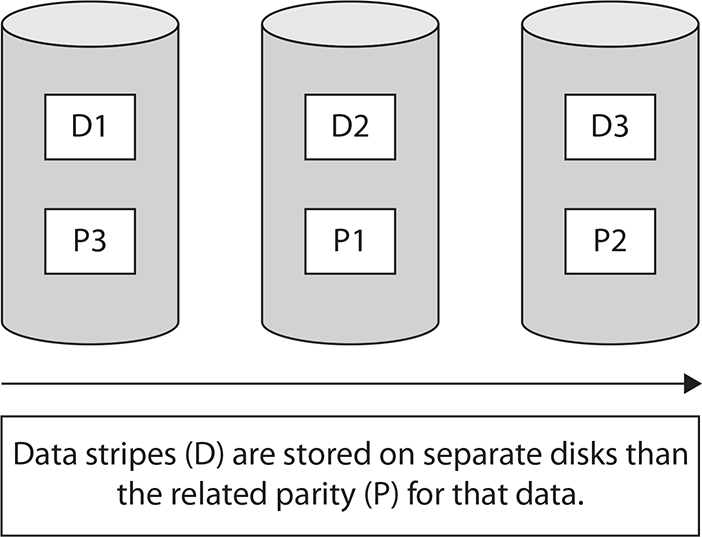 D1
D2
D3
P3
P1
P2
Data stripes (D) are stored on separate disks than
the related parity (P) for that data.